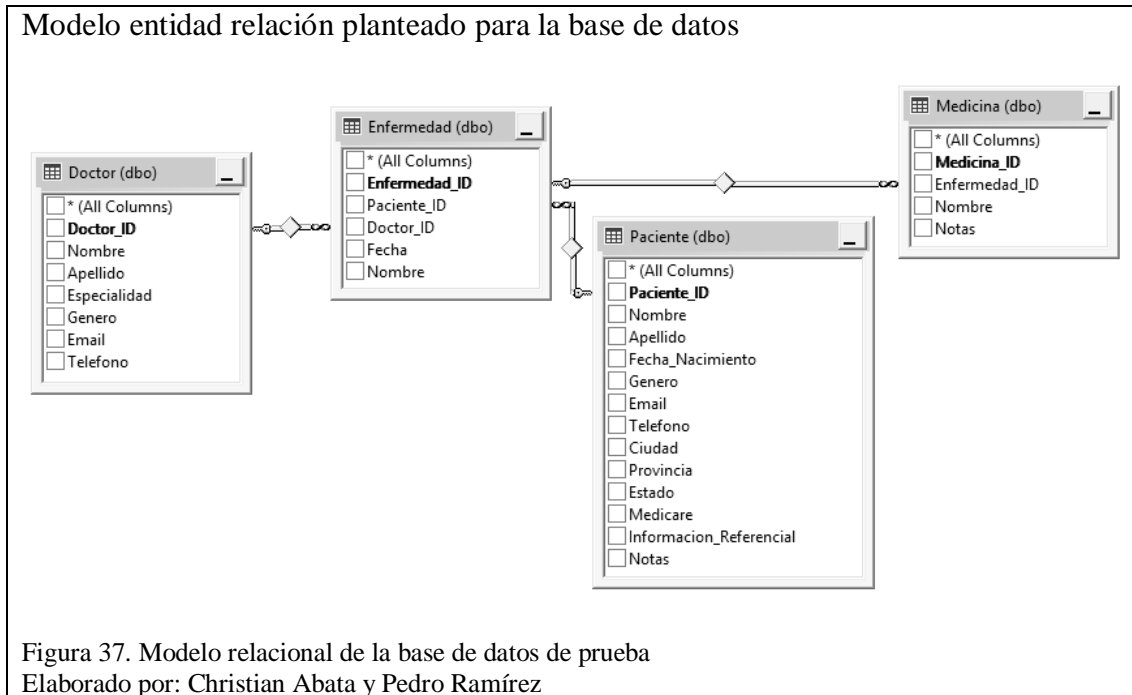 Modelo entidad relación planteado para la base de datos
Doctor (dbo)
* (All Columns)
Doctor_ID
Nombre
Apellido
Especialidad
Genero
Email
Telefono
Enfermedad (dbo)
* (All Columns)
Enfermedad_ID
Paciente_ID
Doctor_ID
Fecha
Nombre
Paciente (dbo)
* (All Columns)
Paciente_ID
Nombre
Apellido
Fecha_Nacimiento
Genero
Email
Telefono
Ciudad
Provincia
Estado
Medicare
Informacion_Referencial
Notas
Medicina (dbo)
* (All Columns)
Medicina_ID
Enfermedad_ID
Nombre
Notas
Figura 37. Modelo relacional de la base de datos de prueba
Elaborado por: Christian Abata y Pedro Ramírez